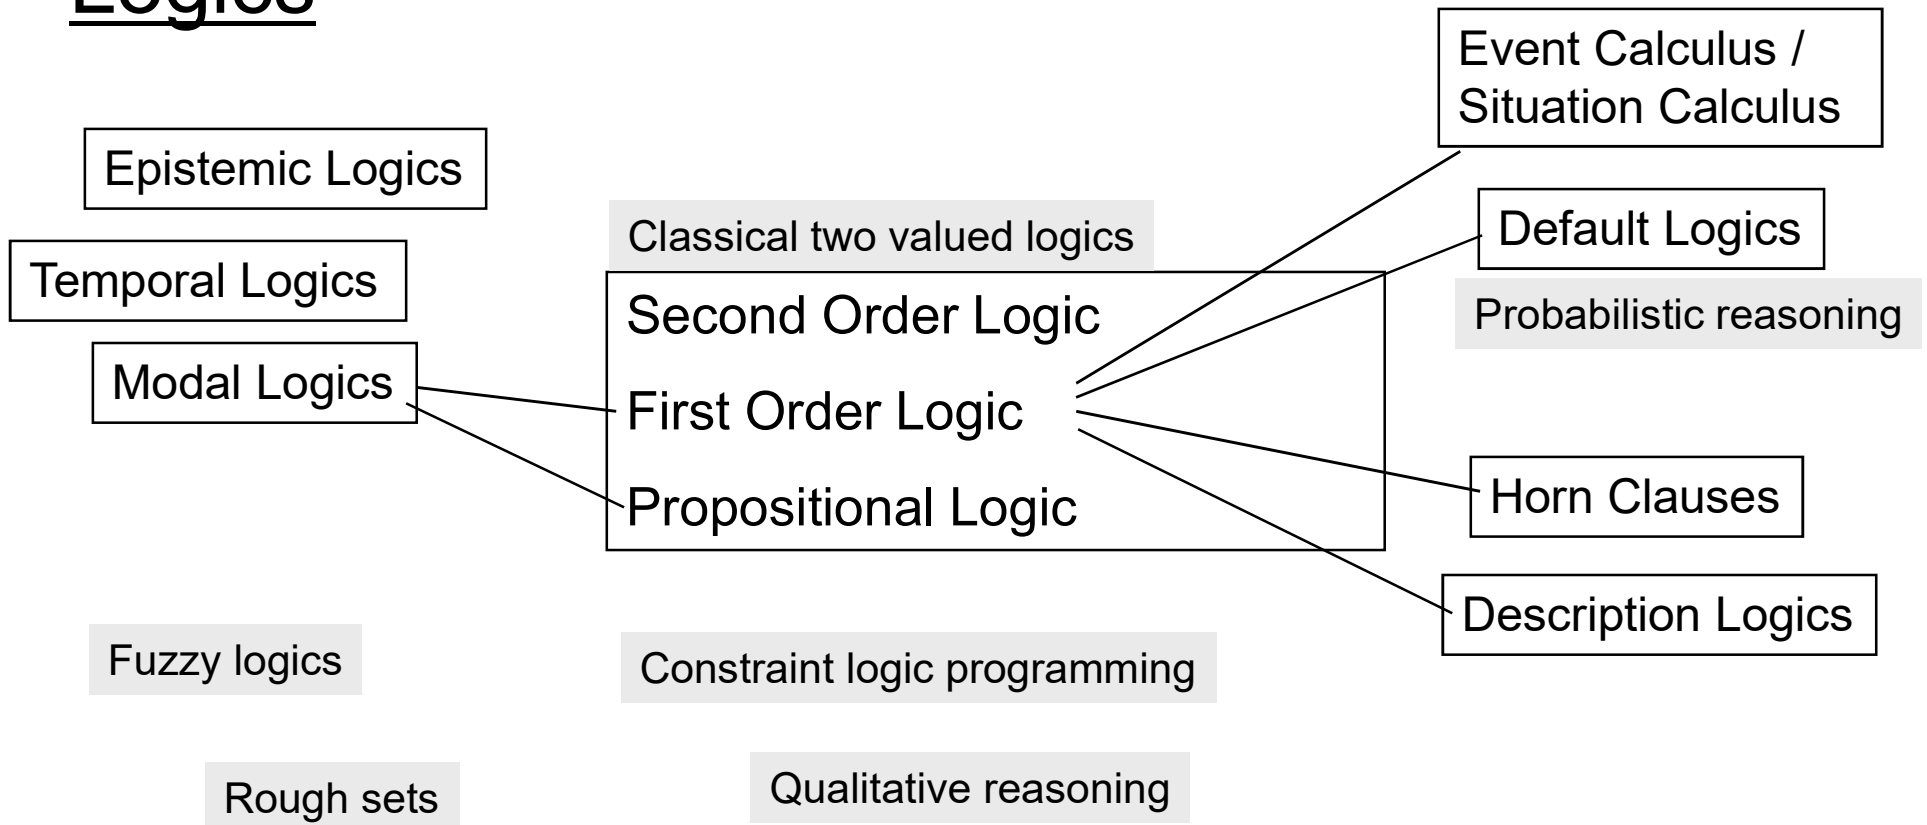 Logics
Event Calculus /
Situation Calculus
Epistemic Logics
Default Logics
Classical two valued logics
Temporal Logics
Second Order Logic
Probabilistic reasoning
Modal Logics
First Order Logic
Horn Clauses
Propositional Logic
Description Logics
Fuzzy logics
Constraint logic programming
Qualitative reasoning
Rough sets